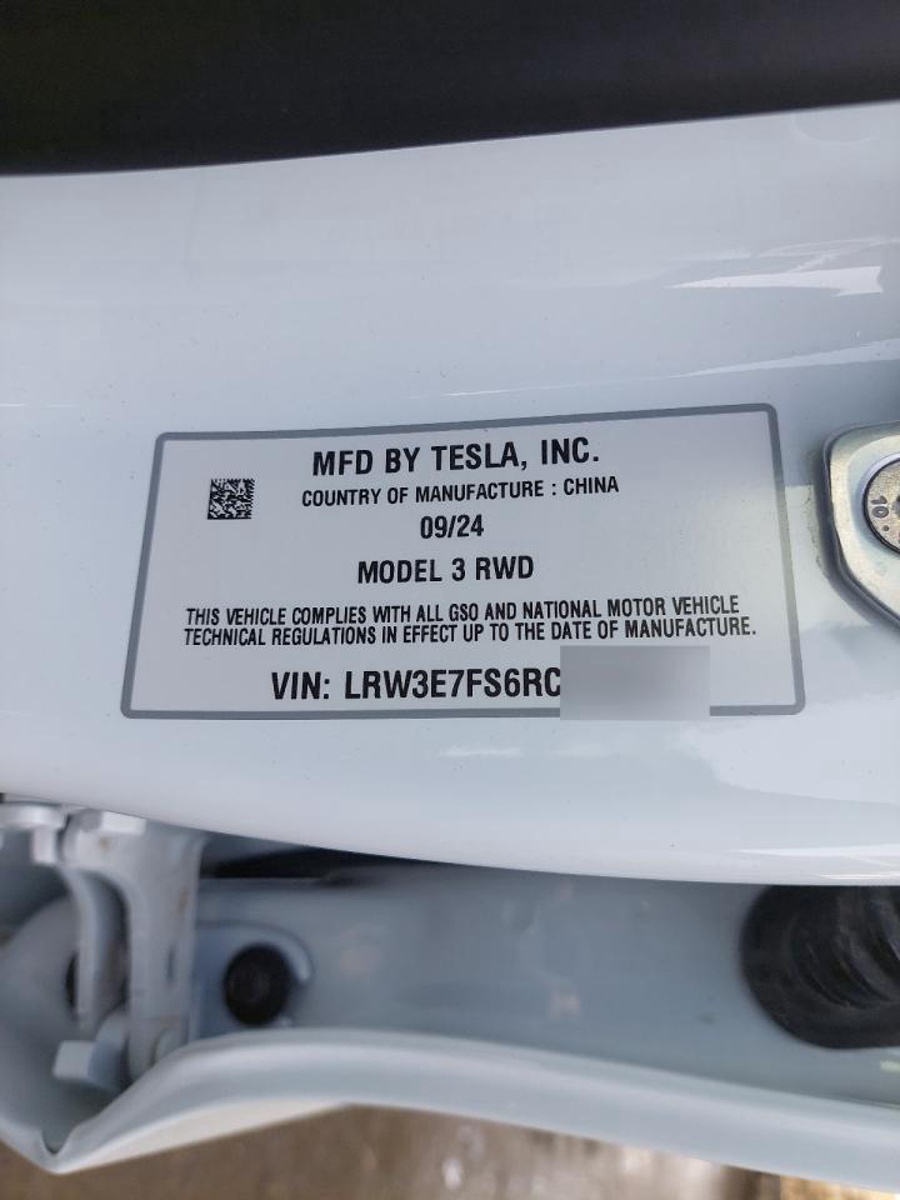 MFD BY TESLA, INC.
COUNTRY OF MANUFACTURE : CHINA
09/24
MODEL 3 RWD
THIS VEHICLE COMPLIES WITH ALL GSO AND NATIONAL MOTOR VEHICLE
TECHNICAL REGULATIONS IN EFFECT UP TO THE DATE OF MANUFACTURE.
VIN: LRW3E7FS6RC
10.